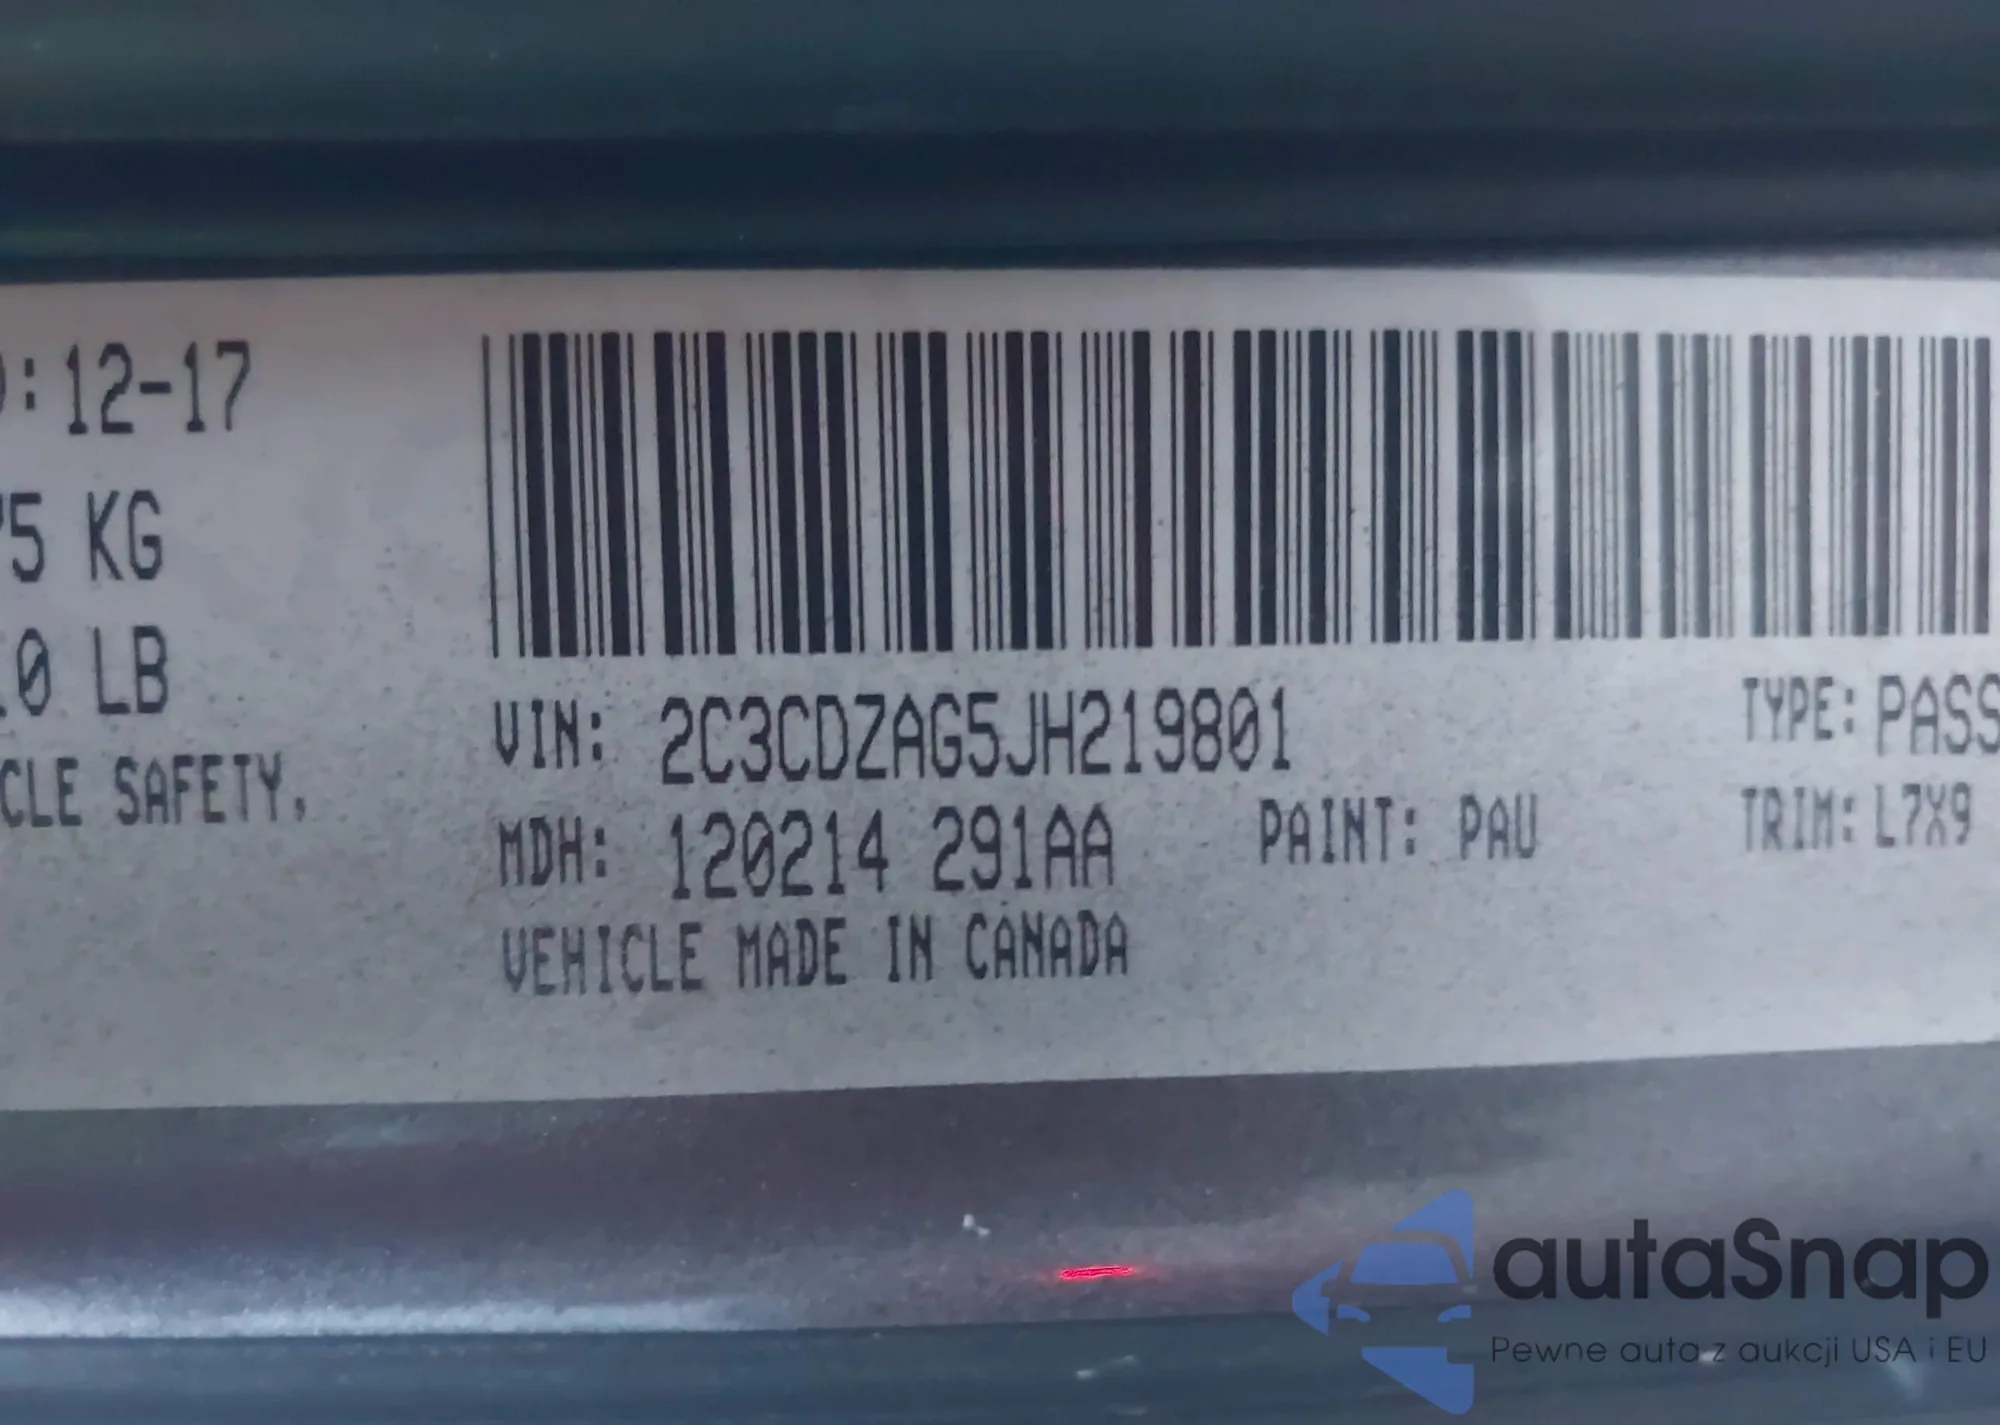 : 12-17
5 KG
0 LB
CLE SAFETY,
VIN: 2C3CDZAG5JH219801
MDH: 120214 291AA
PAINT: PAU
VEHICLE MADE IN CANADA
TYPE: PASS
TRIM: L7X9
autaSnap
Pewne auta z aukcji USA i EU